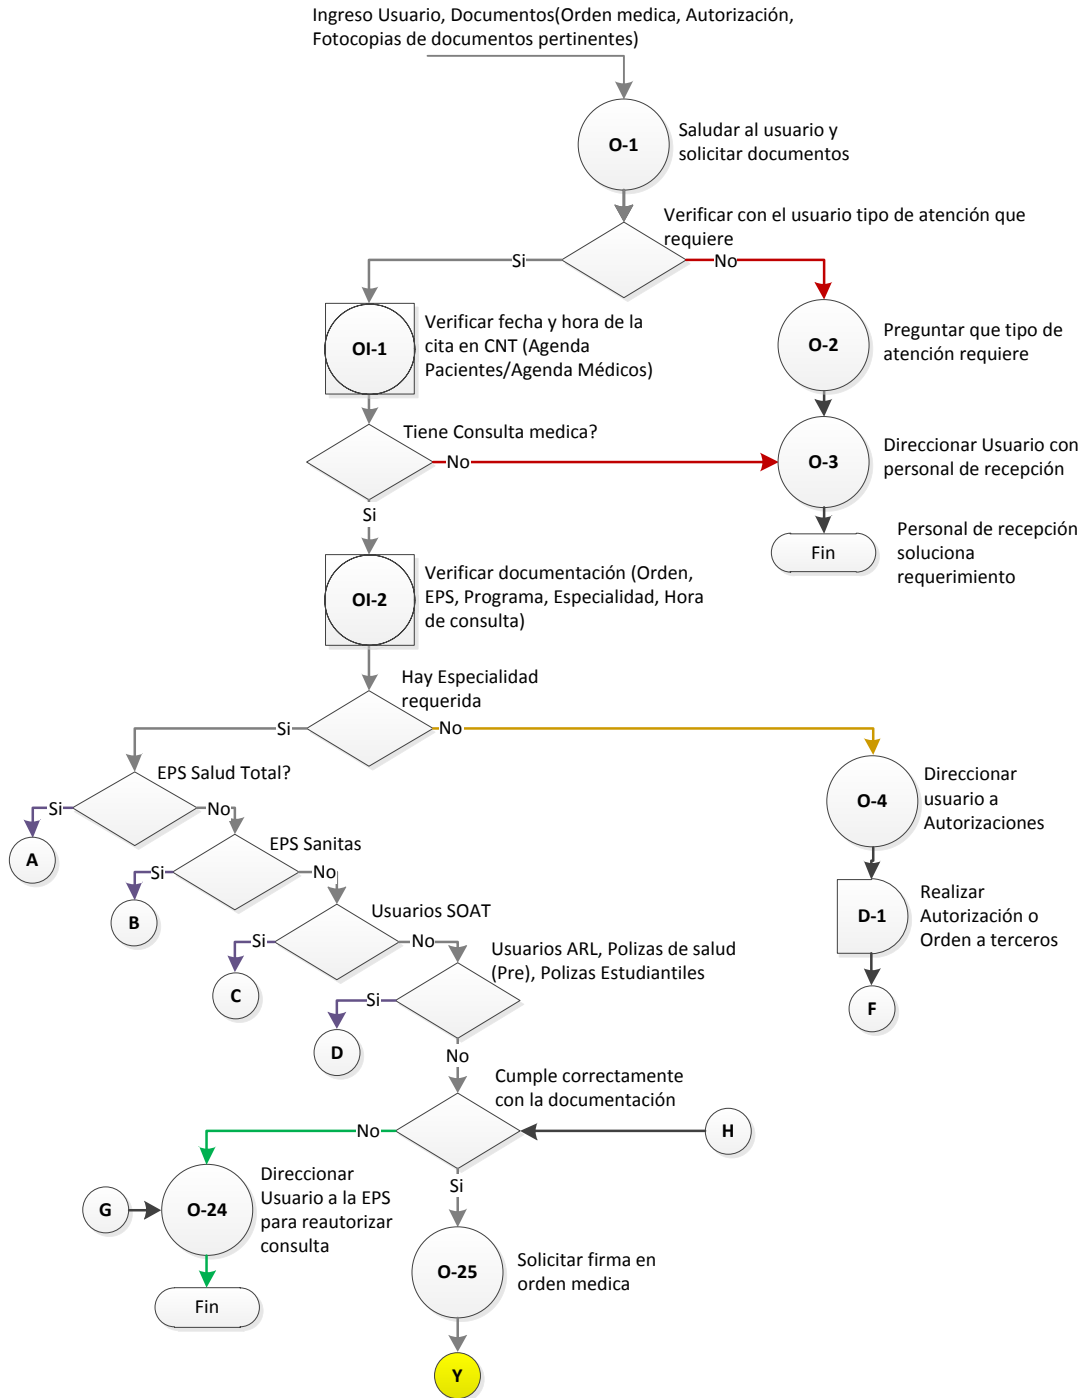 Ingreso Usuario, Documentos(Orden medica, Autorización,
Fotocopias de documentos pertinentes)
O-1
Saludar al usuario y
solicitar documentos
Verificar con el usuario tipo de atención que
requiere
Si
No
OI-1
Verificar fecha y hora de la
cita en CNT (Agenda
Pacientes/Agenda Médicos)
O-2
Preguntar que tipo de
atención requiere
Tiene Consulta medica?
No
Si
O-3
Direccionar Usuario con
personal de recepción
Fin
Personal de recepción
soluciona
requerimiento
OI-2
Verificar documentación (Orden,
EPS, Programa, Especialidad, Hora
de consulta)
Hay Especialidad
requerida
Si
No
EPS Salud Total?
Si
No
A
O-4
Direccionar
usuario a
Autorizaciones
EPS Sanitas
Si
No
B
D-1
Realizar
Autorización o
Orden a terceros
F
Usuarios SOAT
Si
No
C
Usuarios ARL, Polizas de salud
(Pre), Polizas Estudiantiles
Si
No
D
Cumple correctamente
con la documentación
No
Si
H
G
O-24
Direccionar
Usuario a la EPS
para reautorizar
consulta
Fin
O-25
Solicitar firma en
orden medica
Y